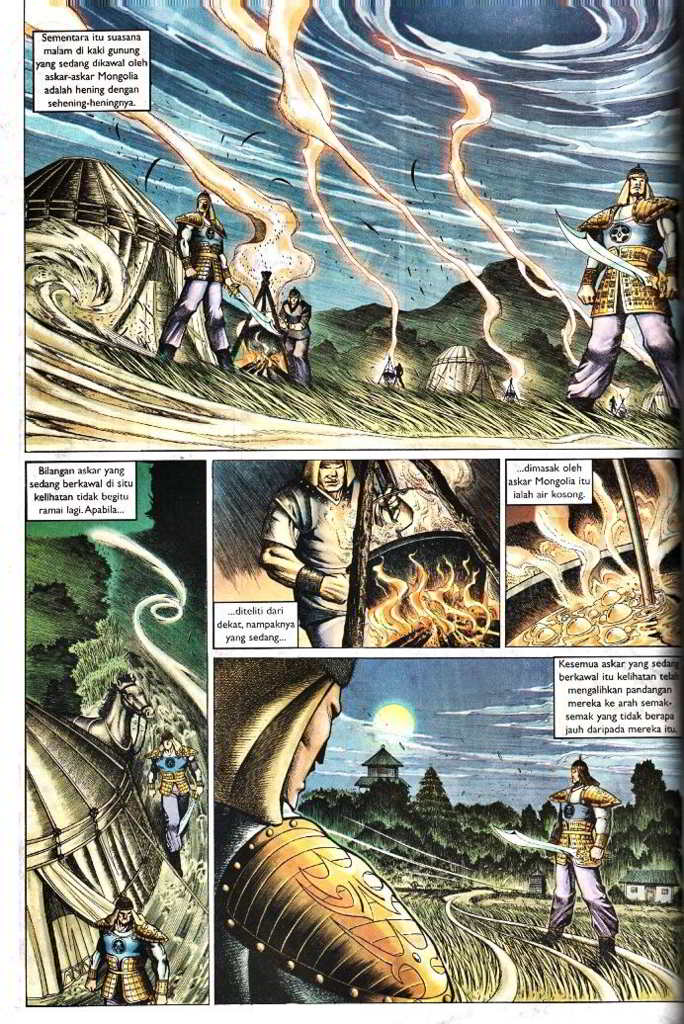 Sementara itu suasana
malam di kaki gunung
yang sedang dikawal oleh
askar-askar Mongolia
adalah hening dengan
sehening-heningnya.
Bilangan askar yang
sedang berkawal di situ
kelihatan tidak begitu
ramai lagi. Apabila...
...diteliti dari
dekat, nampaknya
yang sedang...
...dimasak oleh
askar Mongolia itu
ialah air kosong.
Kesemua askar yang sedang
berkawal itu kelihatan telah
mengalihkan pandangan
mereka ke arah semak-
semak yang tidak berapa
jauh daripada mereka itu.